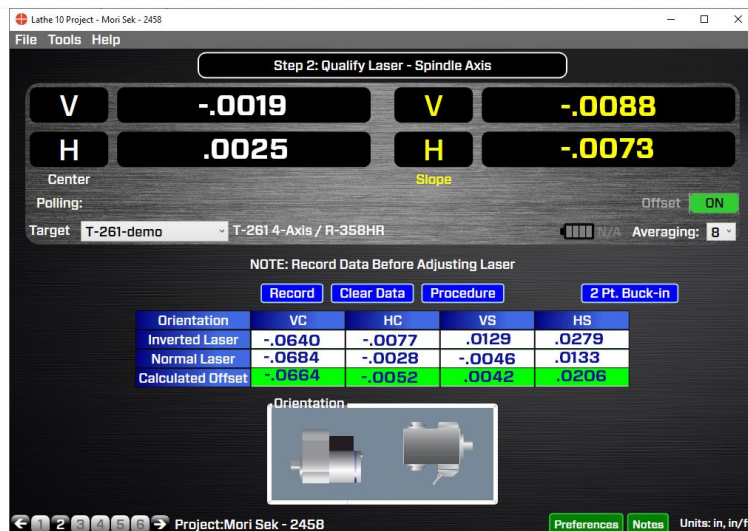 Lathe 10 Project - Mori Sek - 2458
File Tools Help
Step 2: Qualify Laser - Spindle Axis
V -.0019 V -.0088
H .0025 H -.0073
Center Slope
Polling: Offset ON
Target T-261-demo T-261 4-Axis / R-358HR N/A Averaging: 8
NOTE: Record Data Before Adjusting Laser
Record Clear Data Procedure 2 Pt. Buck-in
Orientation VC HC VS HS
Inverted Laser -.0640 -.0077 .0129 .0279
Normal Laser -.0684 -.0028 -.0046 .0133
Calculated Offset -.0664 -.0052 .0042 .0206
Orientation
1 2 3 4 5 6 Project:Mori Sek - 2458 Preferences Notes Units: in, in/f